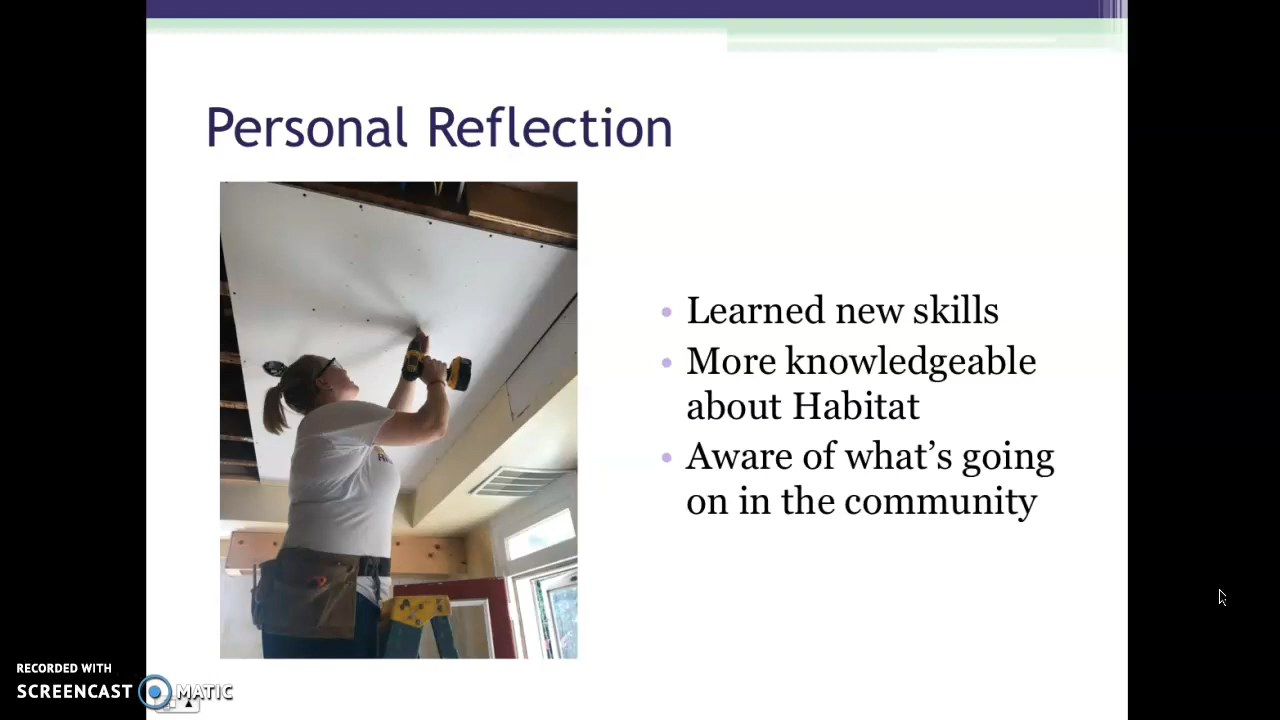 Personal Reflection
• Learned new skills
• More knowledgeable
about Habitat
• Aware of what's going
on in the community
RECORDED WITH
SCREENCAST MATIC